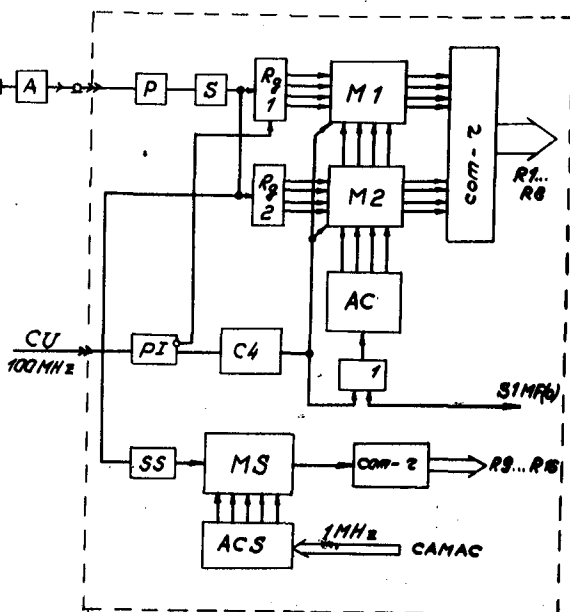 A
P
S
Rg
1
M1
com-2
R1...
R8
Rg
2
M2
AC
CU
100MHz
PI
C4
1
S1MF(b)
SS
MS
com-2
R9...R16
ACS
1MHz
CAMAC